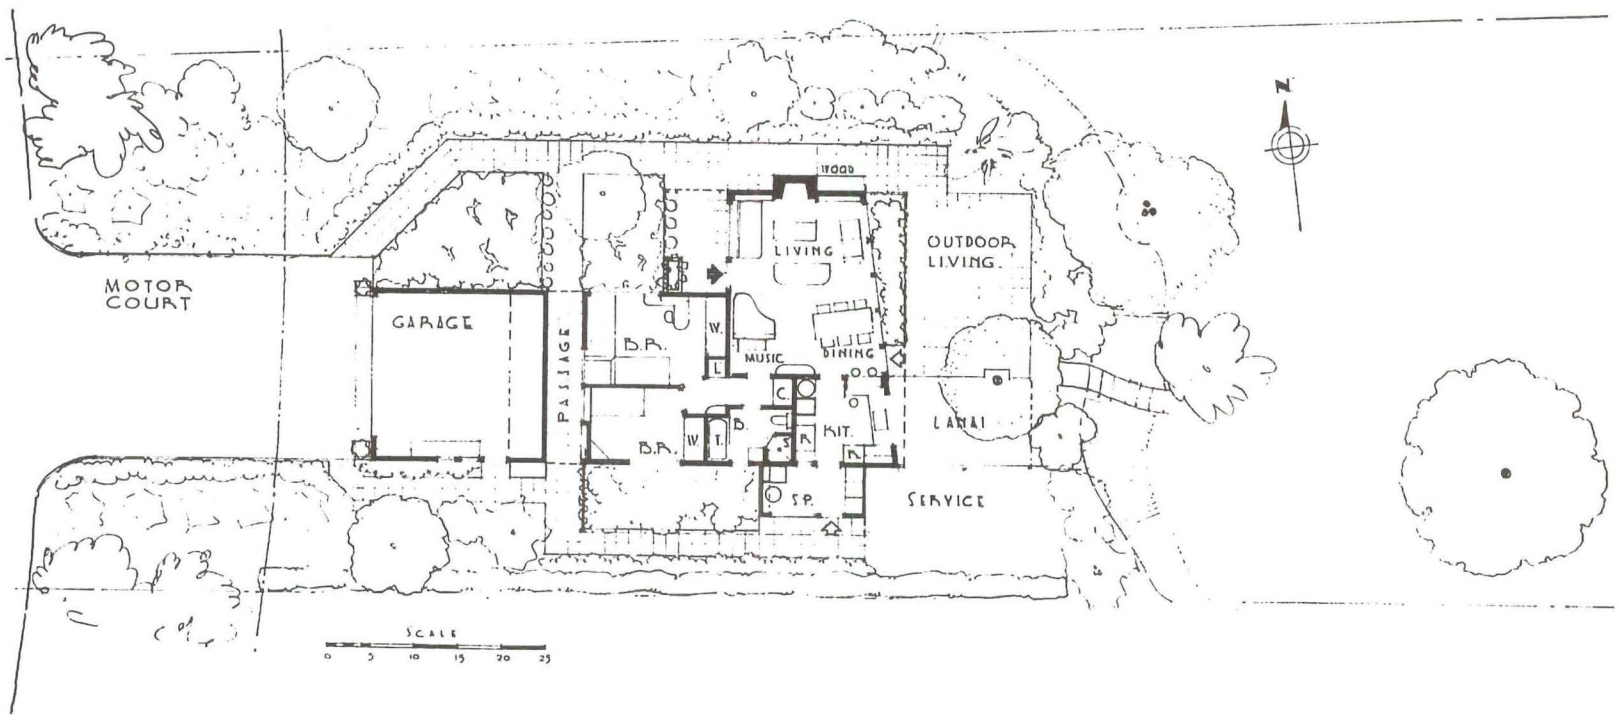 N
WOOD
OUTDOOR
LIVING.
LIVING
MOTOR
COURT
GARAGE
PASSAGE
B.R.
W.
L
MUSIC
DINING
C
B.R.
W.
T.
B.
S
R
KIT.
R
LANAI
S.P.
SERVICE
SCALE
0 5 10 15 20 25